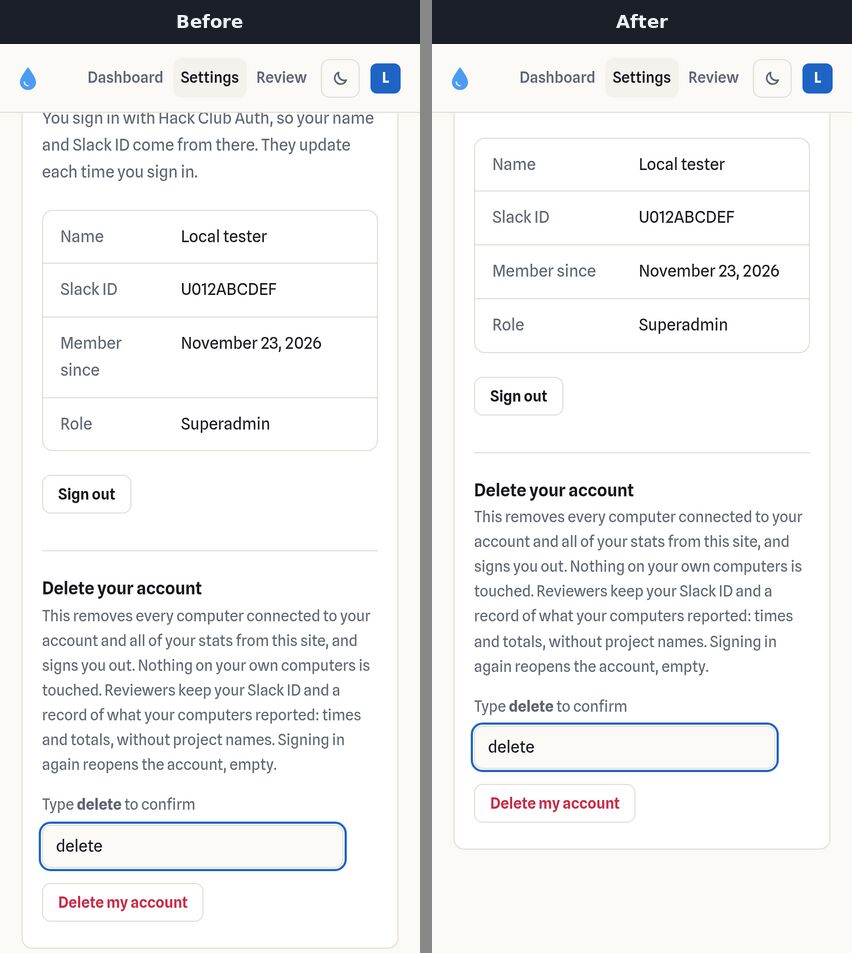 Before
Dashboard Settings Review L
You sign in with Hack Club Auth, so your name
and Slack ID come from there. They update
each time you sign in.
Name Local tester
Slack ID U012ABCDEF
Member since November 23, 2026
Role Superadmin
Sign out
Delete your account
This removes every computer connected to your
account and all of your stats from this site, and
signs you out. Nothing on your own computers is
touched. Reviewers keep your Slack ID and a
record of what your computers reported: times
and totals, without project names. Signing in
again reopens the account, empty.
Type delete to confirm
delete
Delete my account
After
Dashboard Settings Review L
Name Local tester
Slack ID U012ABCDEF
Member since November 23, 2026
Role Superadmin
Sign out
Delete your account
This removes every computer connected to your
account and all of your stats from this site, and
signs you out. Nothing on your own computers is
touched. Reviewers keep your Slack ID and a
record of what your computers reported: times
and totals, without project names. Signing in
again reopens the account, empty.
Type delete to confirm
delete
Delete my account